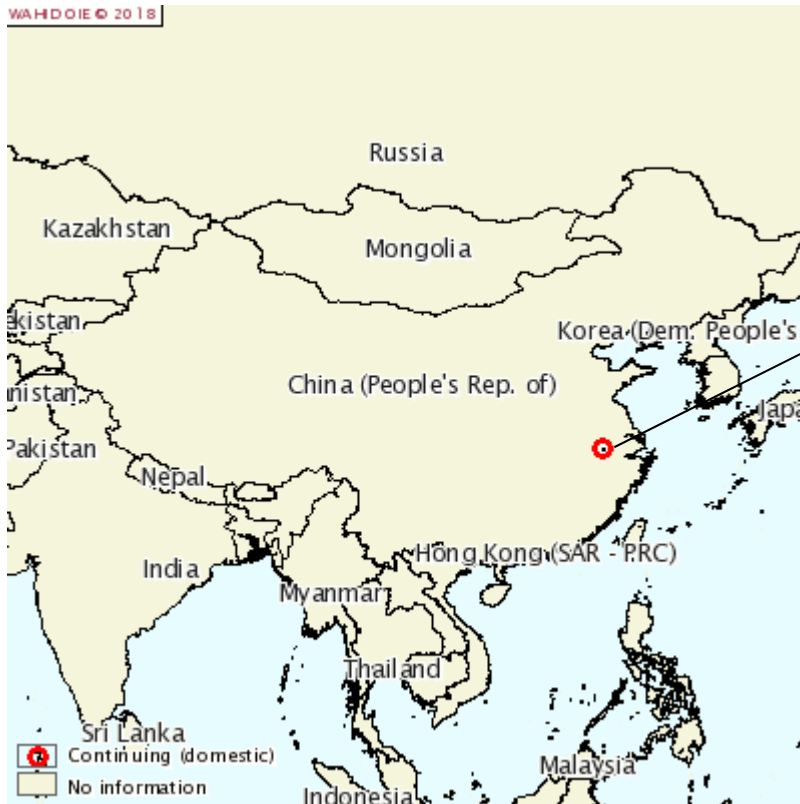 WAHIDOIE © 2018
Russia
Kazakhstan
Mongolia
ekistan
Korea (Dem. People's
China (People's Rep. of)
nistan
Japa
Pakistan
Nepal
Hong Kong (SAR - PRC)
India
Myanmar
Thailand
Sri Lanka
Continuing (domestic)
Malaysia
No information
Indonesia